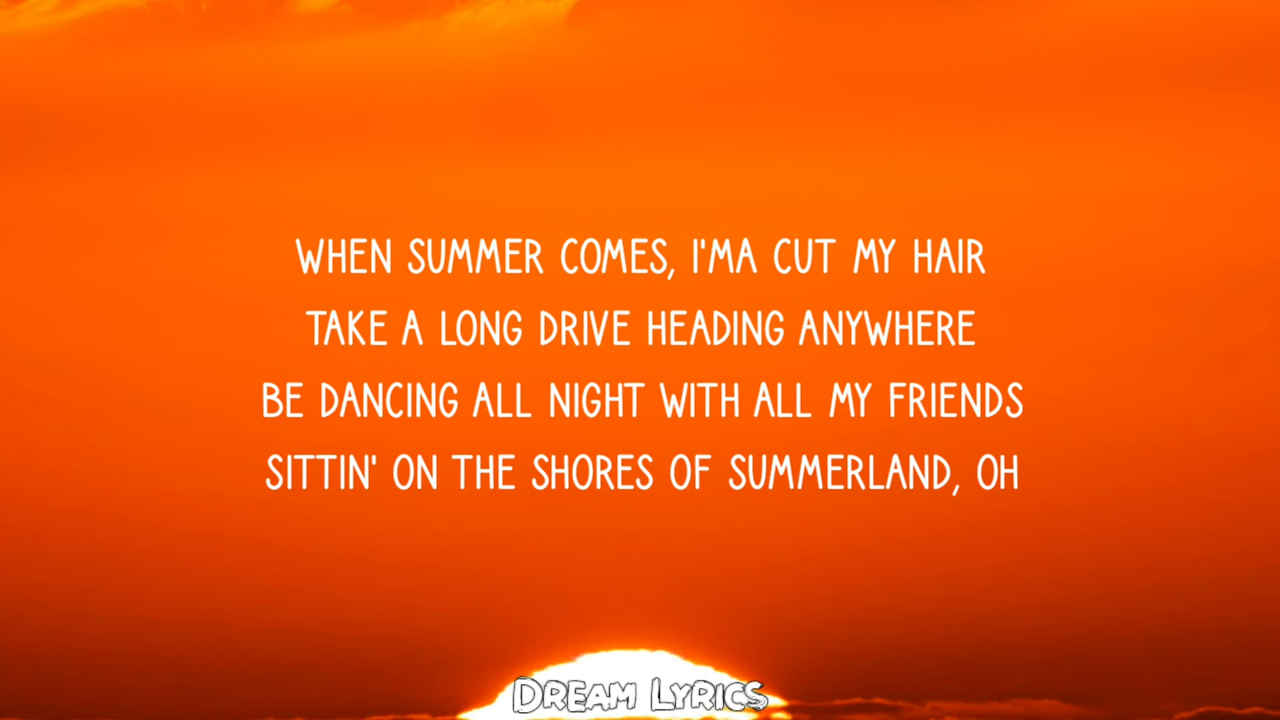 WHEN SUMMER COMES, I'MA CUT MY HAIR
TAKE A LONG DRIVE HEADING ANYWHERE
BE DANCING ALL NIGHT WITH ALL MY FRIENDS
SITTIN' ON THE SHORES OF SUMMERLAND, OH
DREAM LYRICS